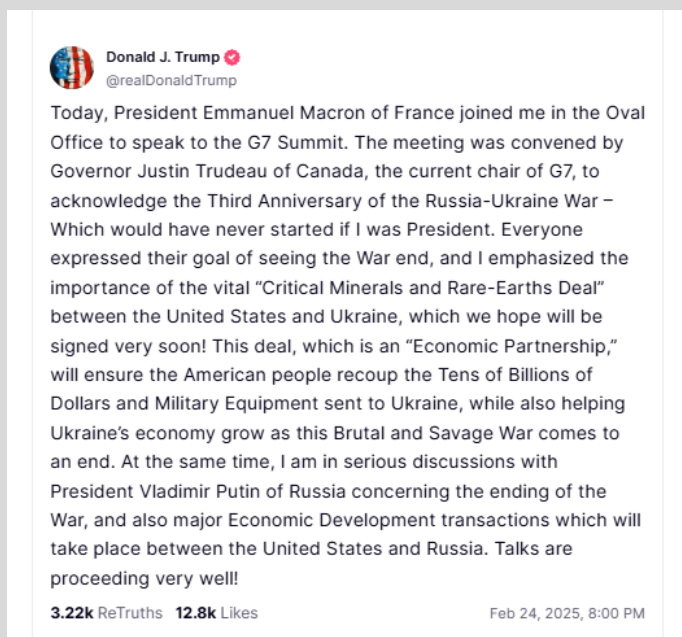 Donald J. Trump
@realDonaldTrump
Today, President Emmanuel Macron of France joined me in the Oval
Office to speak to the G7 Summit. The meeting was convened by
Governor Justin Trudeau of Canada, the current chair of G7, to
acknowledge the Third Anniversary of the Russia-Ukraine War –
Which would have never started if I was President. Everyone
expressed their goal of seeing the War end, and I emphasized the
importance of the vital “Critical Minerals and Rare-Earths Deal”
between the United States and Ukraine, which we hope will be
signed very soon! This deal, which is an “Economic Partnership,”
will ensure the American people recoup the Tens of Billions of
Dollars and Military Equipment sent to Ukraine, while also helping
Ukraine’s economy grow as this Brutal and Savage War comes to
an end. At the same time, I am in serious discussions with
President Vladimir Putin of Russia concerning the ending of the
War, and also major Economic Development transactions which will
take place between the United States and Russia. Talks are
proceeding very well!
3.22k ReTruths 12.8k Likes Feb 24, 2025, 8:00 PM